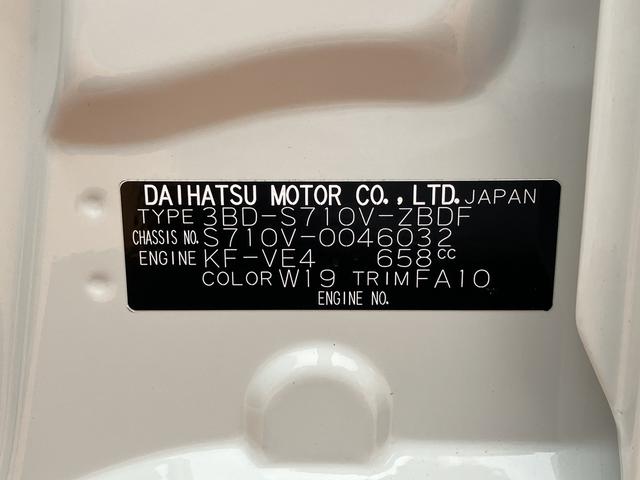 DAIHATSU MOTOR CO.,LTD. JAPAN
TYPE 3BD-S710V-ZBDF
CHASSIS NO. S710V-0046032
ENGINE KF-VE4 658cc
COLOR W19 TRIM FA10
ENGINE NO.